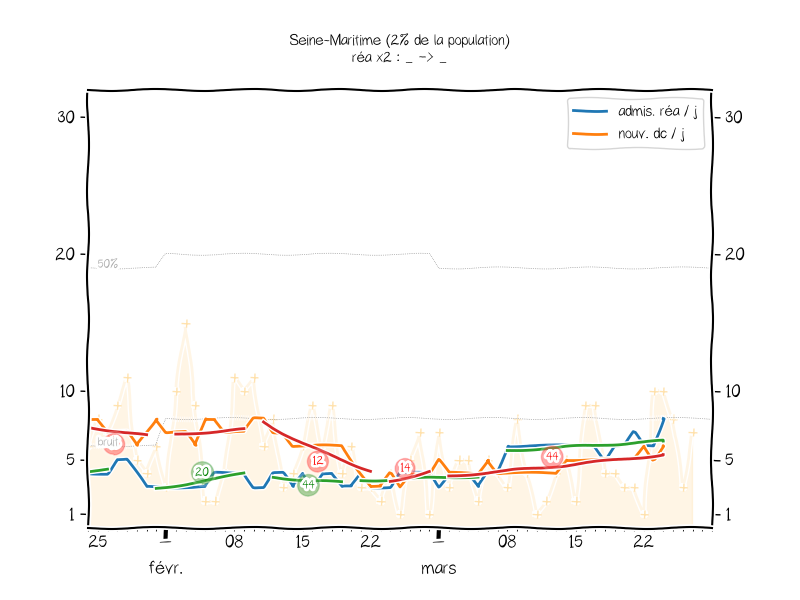 Seine-Maritime (2% de la population)
réa x2 : _ -> _
admis. réa / j
nouv. dc / j
30 30
20 20
50%
10 10
bruit
20
44
12
14
44
5 5
1 1
25 08 15 22 08 15 22
févr. mars